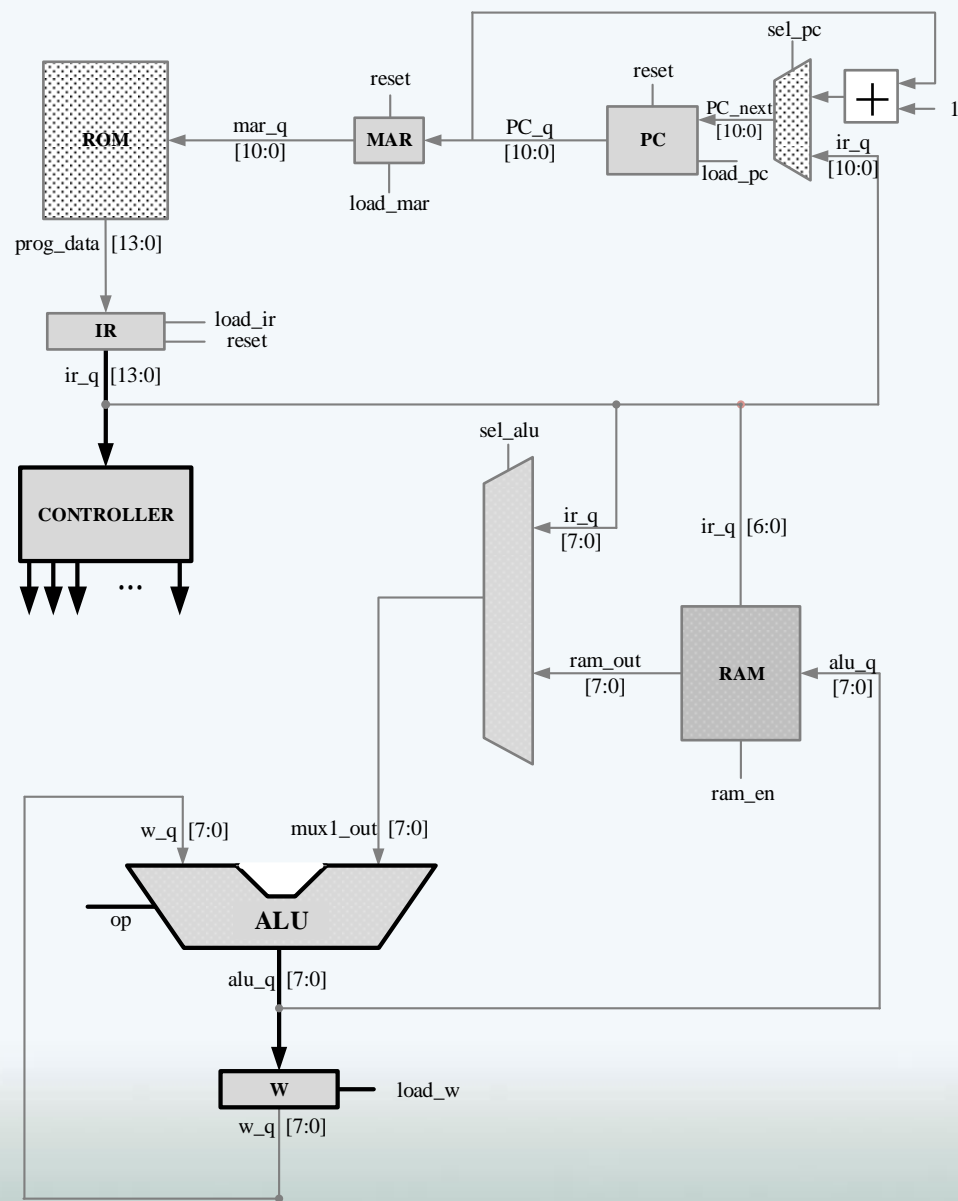 sel_pc
reset
reset
+
1
ROM
mar_q
[10:0]
MAR
PC_q
[10:0]
PC
PC_next
[10:0]
ir_q
[10:0]
load_pc
load_mar
prog_data [13:0]
IR
load_ir
reset
ir_q [13:0]
sel_alu
CONTROLLER
...
ir_q
[7:0]
ir_q [6:0]
ram_out
[7:0]
RAM
alu_q
[7:0]
ram_en
w_q [7:0]
mux1_out [7:0]
op
ALU
alu_q [7:0]
W
load_w
w_q [7:0]